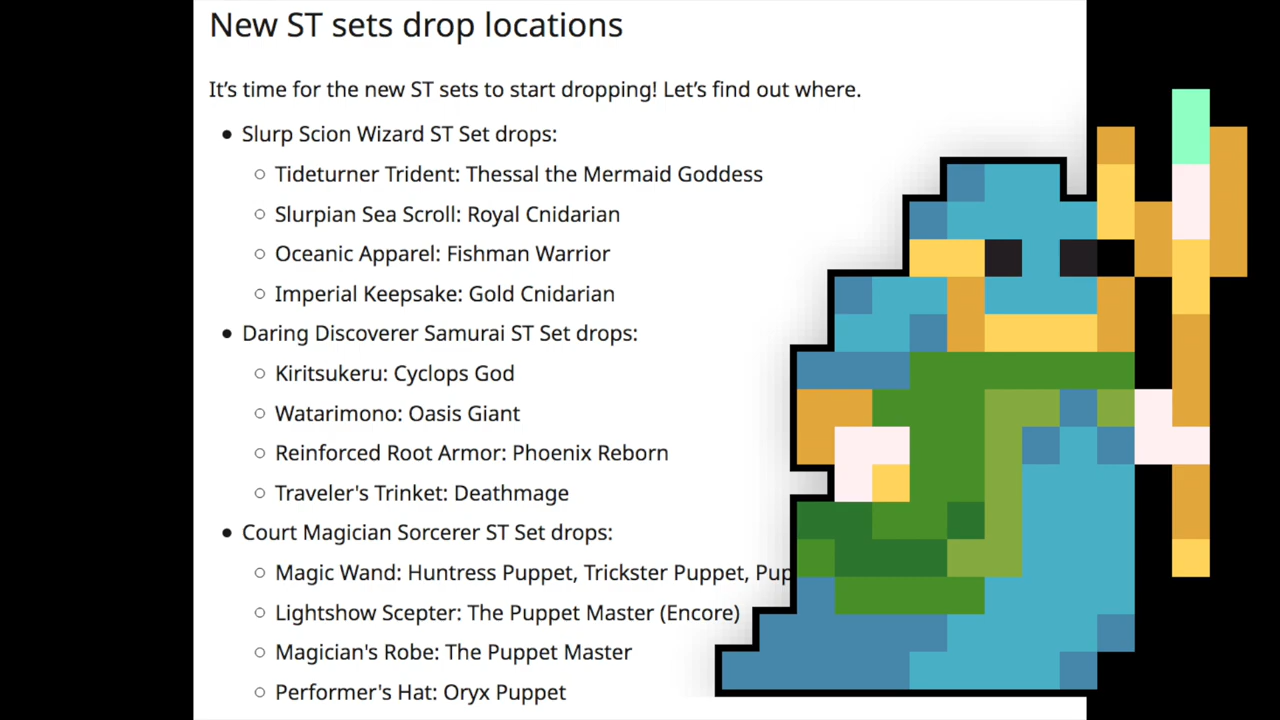 New ST sets drop locations
It’s time for the new ST sets to start dropping! Let’s find out where.
● Slurp Scion Wizard ST Set drops:
○ Tideturner Trident: Thessal the Mermaid Goddess
○ Slurpian Sea Scroll: Royal Cnidarian
○ Oceanic Apparel: Fishman Warrior
○ Imperial Keepsake: Gold Cnidarian
● Daring Discoverer Samurai ST Set drops:
○ Kiritsukeru: Cyclops God
○ Watarimono: Oasis Giant
○ Reinforced Root Armor: Phoenix Reborn
○ Traveler's Trinket: Deathmage
● Court Magician Sorcerer ST Set drops:
○ Magic Wand: Huntress Puppet, Trickster Puppet,
○ Lightshow Scepter: The Puppet Master (Encore)
○ Magician's Robe: The Puppet Master
○ Performer's Hat: Oryx Puppet